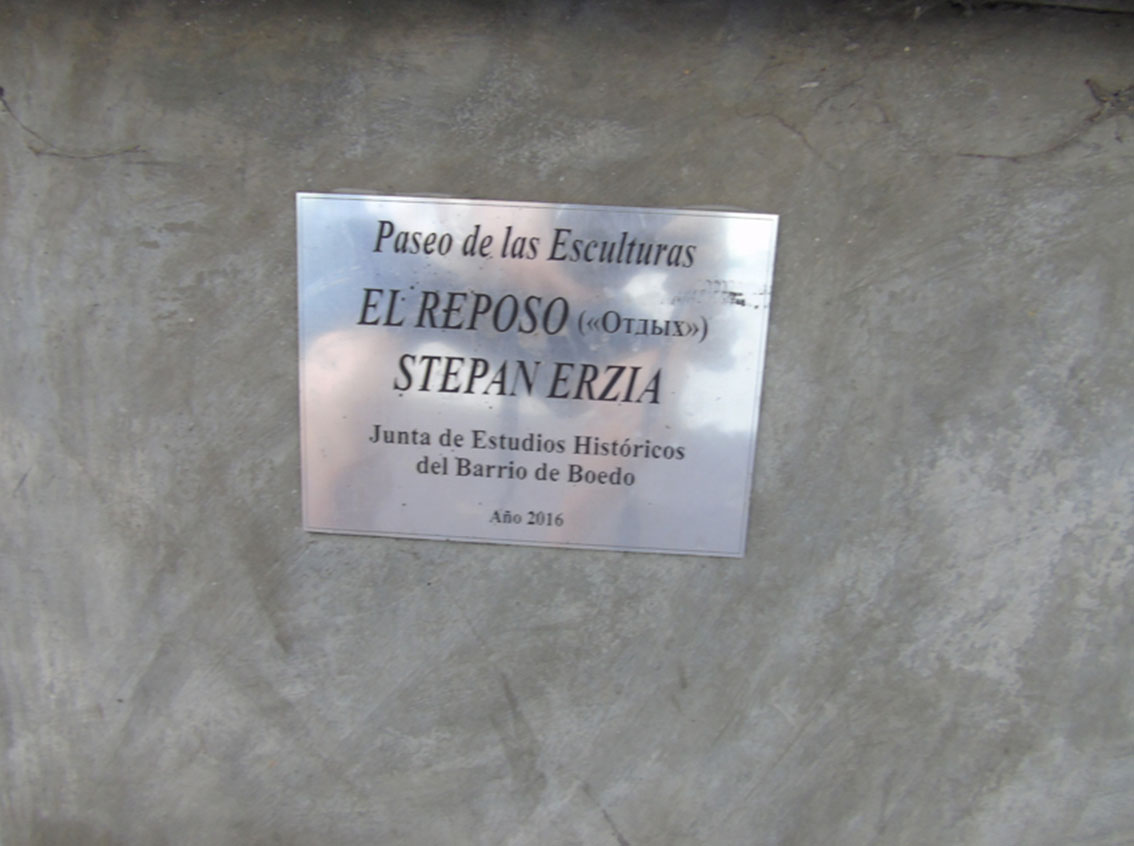 Paseo de las Esculturas
EL REPOSO («Отдых»)
STEPAN ERZIA
Junta de Estudios Históricos
del Barrio de Boedo
Año 2016